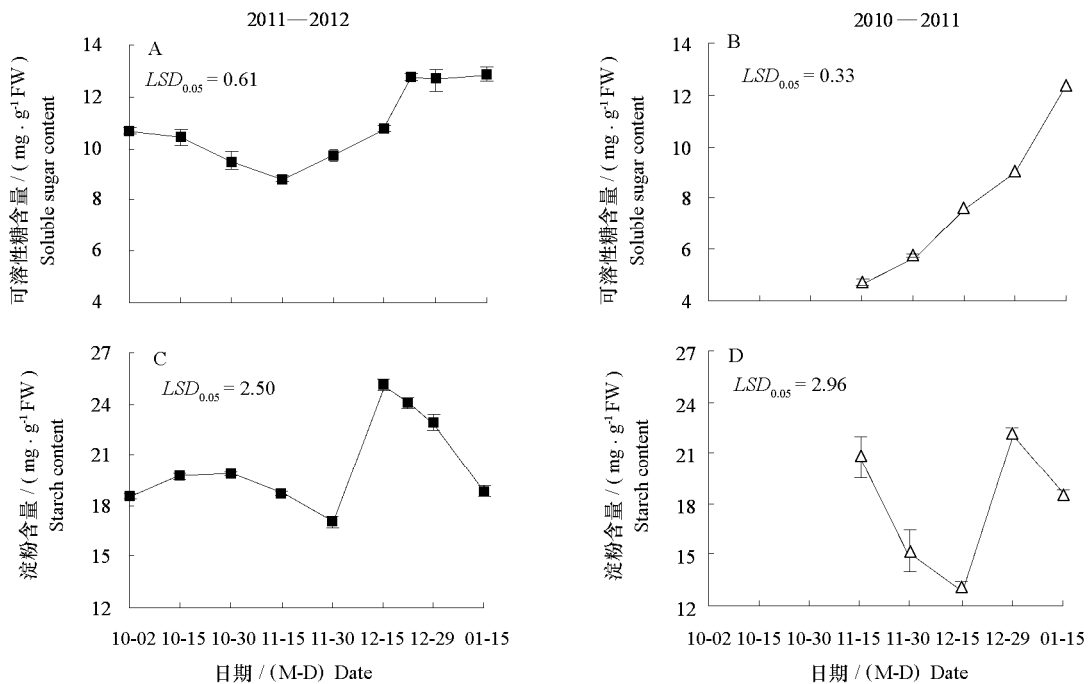 2011—2012
2010—2011
A
LSD0.05 = 0.61
可溶性糖含量 / ( mg · g-1 FW )
Soluble sugar content
14
12
10
8
6
4
B
LSD0.05 = 0.33
可溶性糖含量 / ( mg · g-1 FW )
Soluble sugar content
14
12
10
8
6
4
C
LSD0.05 = 2.50
淀粉含量 / ( mg · g-1 FW )
Starch content
27
24
21
18
15
12
10-02 10-15 10-30 11-15 11-30 12-15 12-29 01-15
日期 / (M-D) Date
D
LSD0.05 = 2.96
淀粉含量 / ( mg · g-1 FW )
Starch content
27
24
21
18
15
12
10-02 10-15 10-30 11-15 11-30 12-15 12-29 01-15
日期 / (M-D) Date